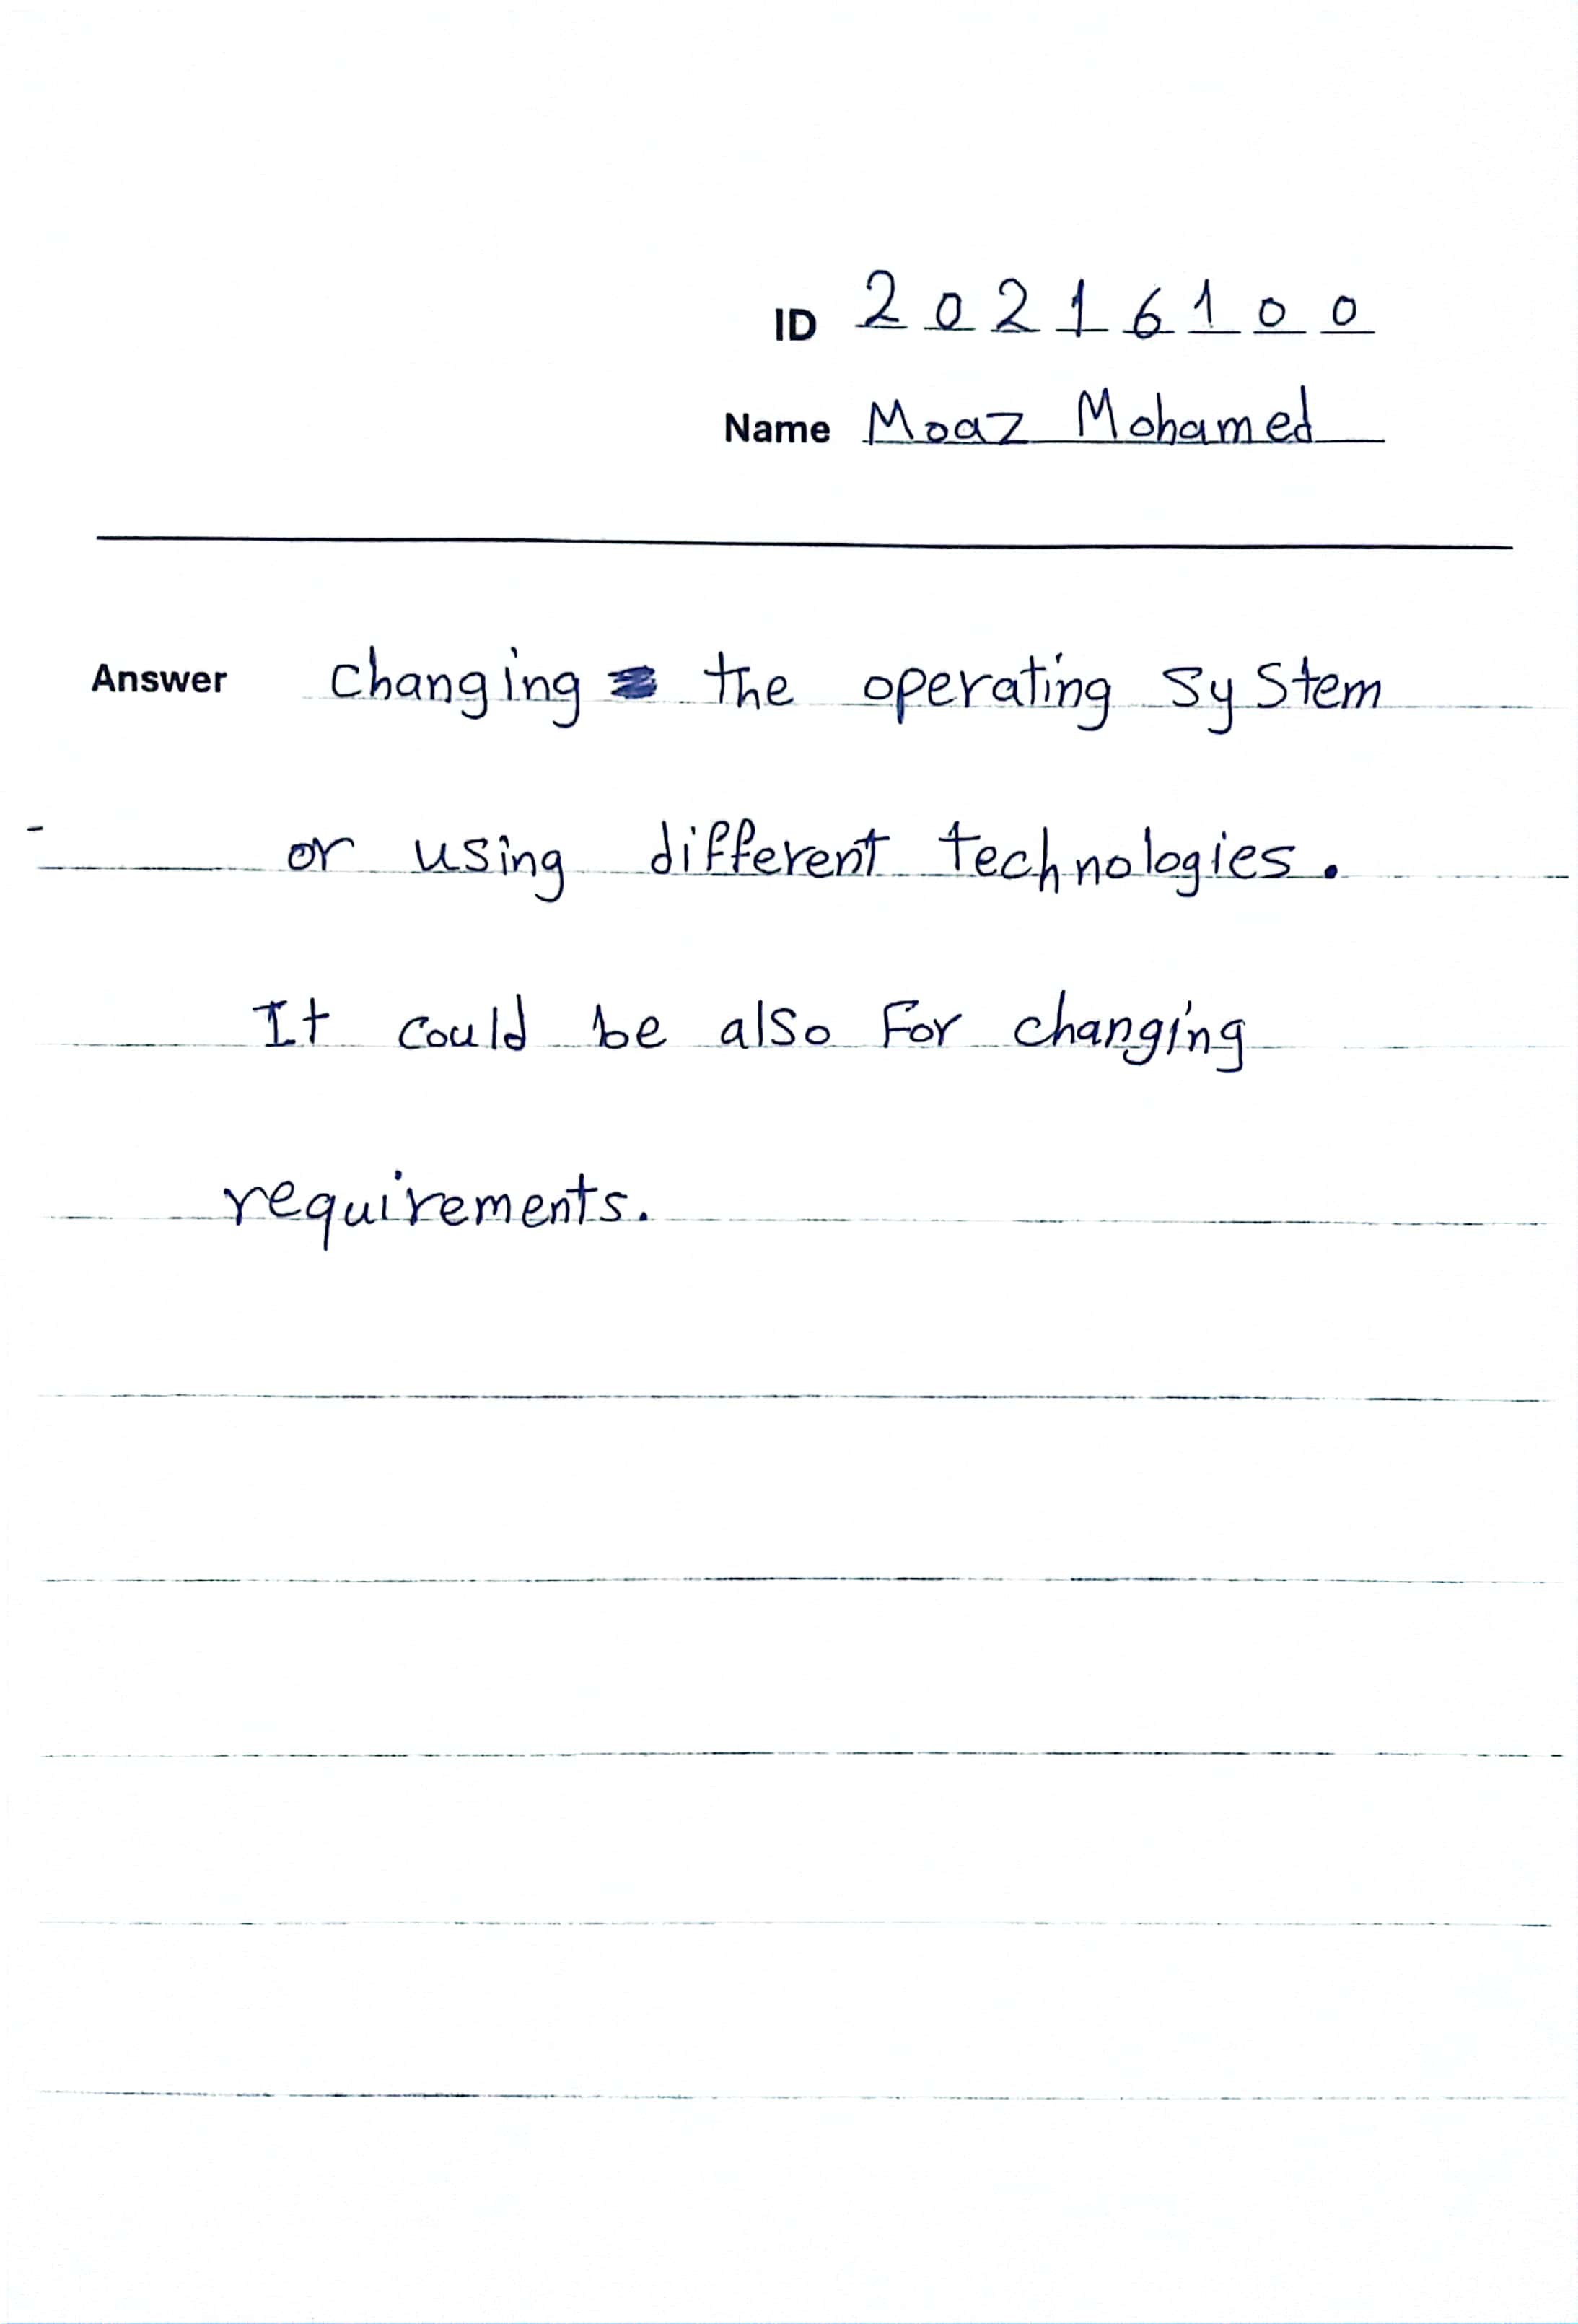 ID 20216100
Name Moaz Mohamed
Answer changing the operating system
or using different technologies.
It could be also For changing
requirements.